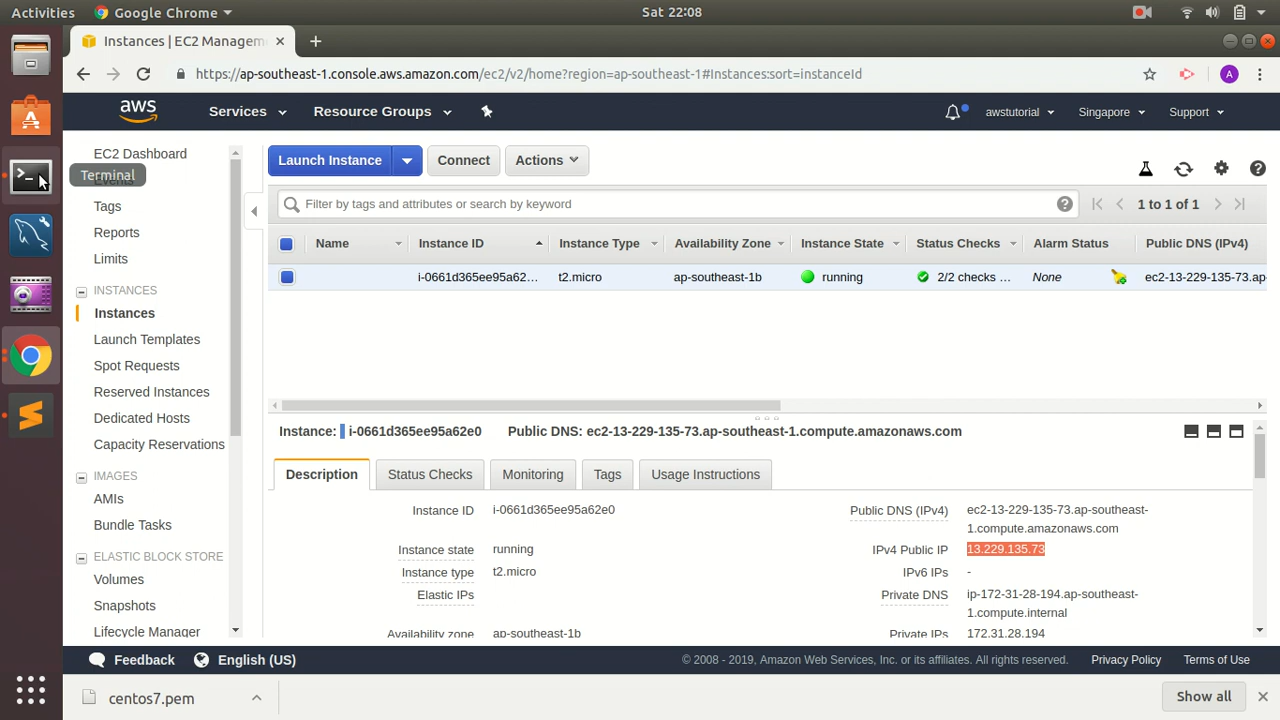 Activities
Google Chrome
Sat 22:08
Instances | EC2 Managem
https://ap-southeast-1.console.aws.amazon.com/ec2/v2/home?region=ap-southeast-1#Instances:sort=instanceId
A
aws
Services
Resource Groups
awstutorial
Singapore
Support
EC2 Dashboard
Terminal
Events
Tags
Reports
Limits
INSTANCES
Instances
Launch Templates
Spot Requests
Reserved Instances
Dedicated Hosts
Capacity Reservations
IMAGES
AMIs
Bundle Tasks
ELASTIC BLOCK STORE
Volumes
Snapshots
Lifecycle Manager
Launch Instance
Connect
Actions
Filter by tags and attributes or search by keyword
1 to 1 of 1
Name
Instance ID
Instance Type
Availability Zone
Instance State
Status Checks
Alarm Status
Public DNS (IPv4)
i-0661d365ee95a62...
t2.micro
ap-southeast-1b
running
2/2 checks ...
None
ec2-13-229-135-73.ap-
Instance: i-0661d365ee95a62e0
Public DNS: ec2-13-229-135-73.ap-southeast-1.compute.amazonaws.com
Description
Status Checks
Monitoring
Tags
Usage Instructions
Instance ID
i-0661d365ee95a62e0
Public DNS (IPv4)
ec2-13-229-135-73.ap-southeast-
1.compute.amazonaws.com
Instance state
running
IPv4 Public IP
13.229.135.73
Instance type
t2.micro
IPv6 IPs
-
Elastic IPs
Private DNS
ip-172-31-28-194.ap-southeast-
1.compute.internal
Availability zone
ap-southeast-1b
Private IPs
172.31.28.194
Feedback
English (US)
© 2008 - 2019, Amazon Web Services, Inc. or its affiliates. All rights reserved.
Privacy Policy
Terms of Use
centos7.pem
Show all